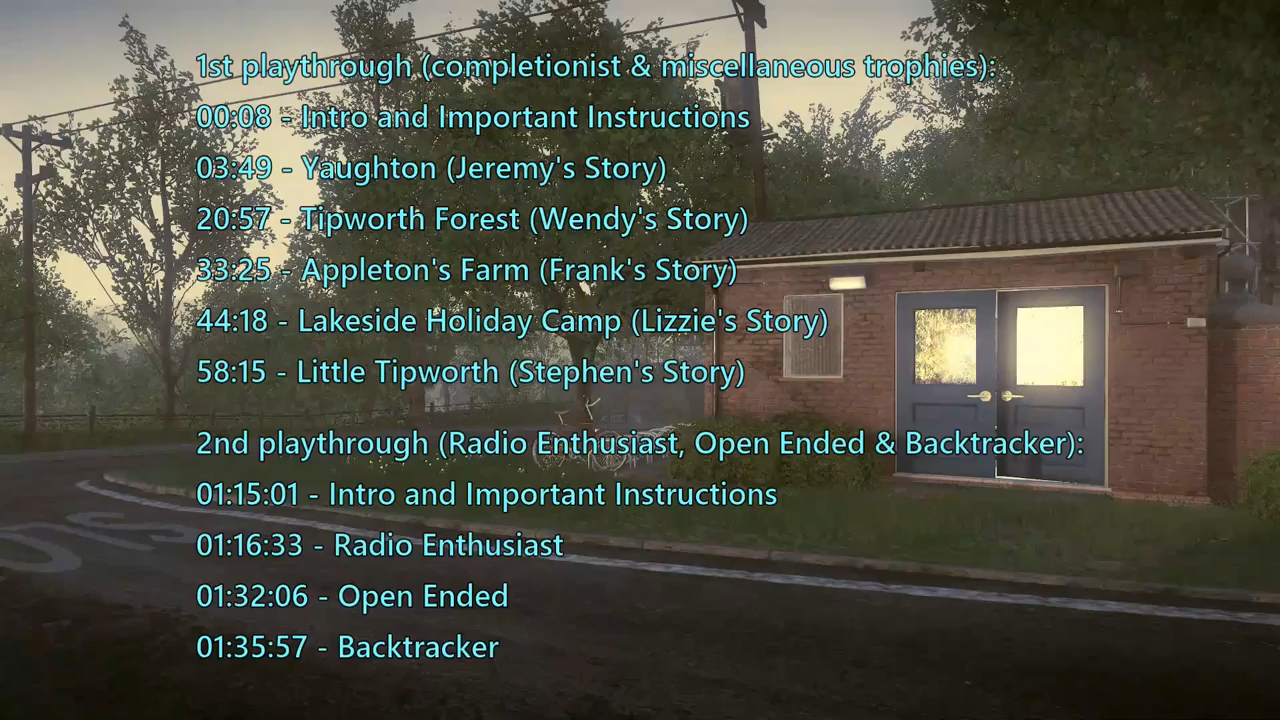 1st playthrough (completionist & miscellaneous trophies):
00:08 - Intro and Important Instructions
03:49 - Yaughton (Jeremy's Story)
20:57 - Tipworth Forest (Wendy's Story)
33:25 - Appleton's Farm (Frank's Story)
44:18 - Lakeside Holiday Camp (Lizzie's Story)
58:15 - Little Tipworth (Stephen's Story)
2nd playthrough (Radio Enthusiast, Open Ended & Backtracker):
01:15:01 - Intro and Important Instructions
01:16:33 - Radio Enthusiast
01:32:06 - Open Ended
01:35:57 - Backtracker